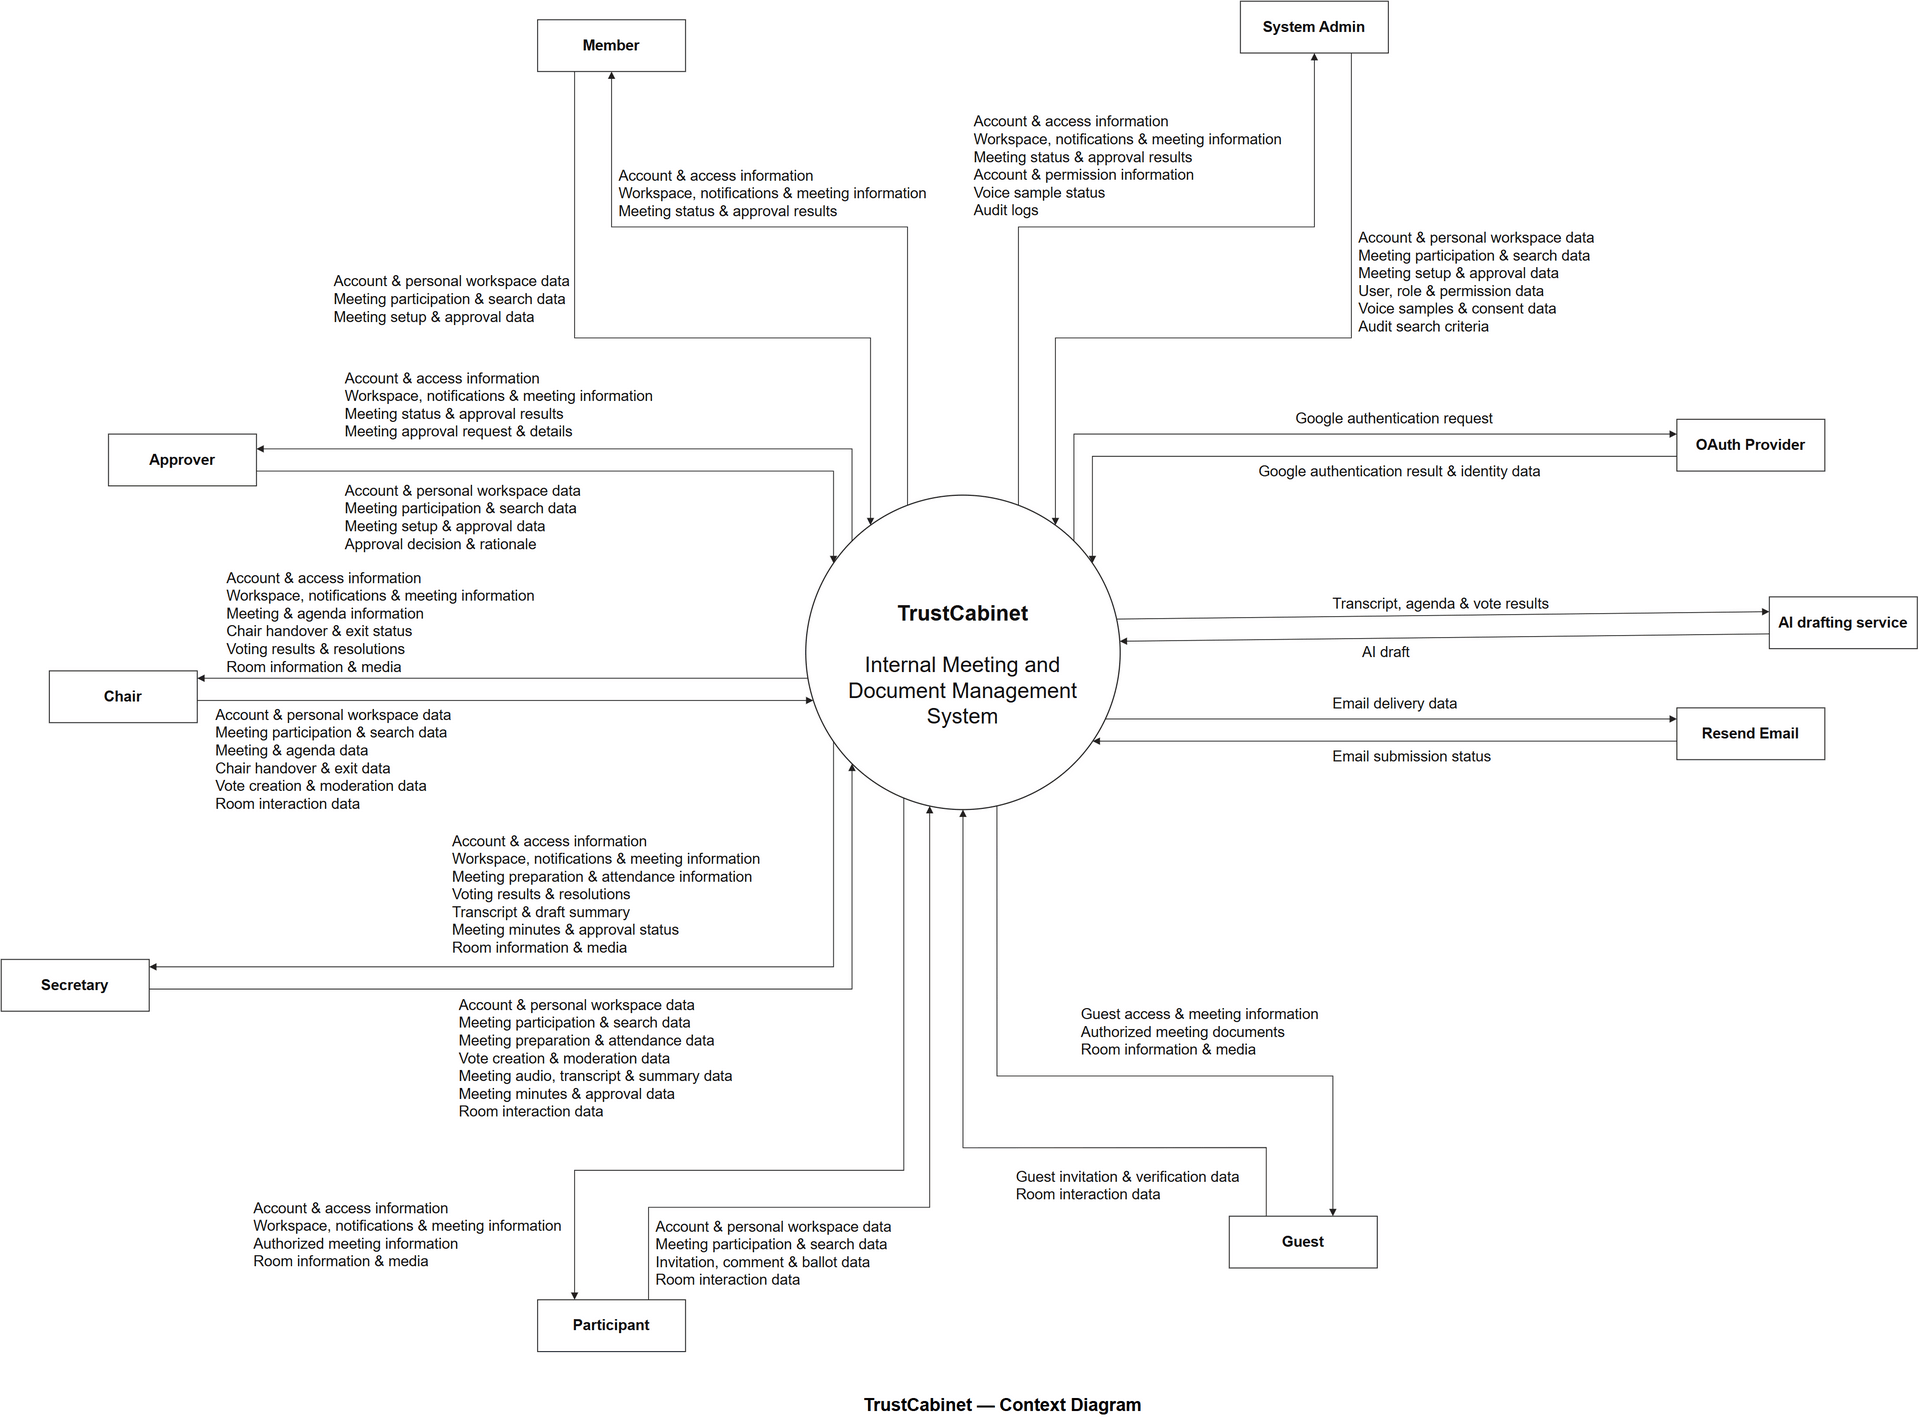 Member
System Admin
Account & access information
Workspace, notifications & meeting information
Meeting status & approval results
Account & permission information
Voice sample status
Audit logs
Account & access information
Workspace, notifications & meeting information
Meeting status & approval results
Account & personal workspace data
Meeting participation & search data
Meeting setup & approval data
User, role & permission data
Voice samples & consent data
Audit search criteria
Account & personal workspace data
Meeting participation & search data
Meeting setup & approval data
Account & access information
Workspace, notifications & meeting information
Meeting status & approval results
Meeting approval request & details
Approver
Account & personal workspace data
Meeting participation & search data
Meeting setup & approval data
Approval decision & rationale
Google authentication request
OAuth Provider
Google authentication result & identity data
Account & access information
Workspace, notifications & meeting information
Meeting & agenda information
Chair handover & exit status
Voting results & resolutions
Room information & media
Chair
Account & personal workspace data
Meeting participation & search data
Meeting & agenda data
Chair handover & exit data
Vote creation & moderation data
Room interaction data
TrustCabinet
Internal Meeting and
Document Management
System
Transcript, agenda & vote results
AI drafting service
AI draft
Email delivery data
Resend Email
Email submission status
Account & access information
Workspace, notifications & meeting information
Meeting preparation & attendance information
Voting results & resolutions
Transcript & draft summary
Meeting minutes & approval status
Room information & media
Secretary
Account & personal workspace data
Meeting participation & search data
Meeting preparation & attendance data
Vote creation & moderation data
Meeting audio, transcript & summary data
Meeting minutes & approval data
Room interaction data
Guest access & meeting information
Authorized meeting documents
Room information & media
Guest invitation & verification data
Room interaction data
Guest
Account & access information
Workspace, notifications & meeting information
Authorized meeting information
Room information & media
Account & personal workspace data
Meeting participation & search data
Invitation, comment & ballot data
Room interaction data
Participant
TrustCabinet — Context Diagram